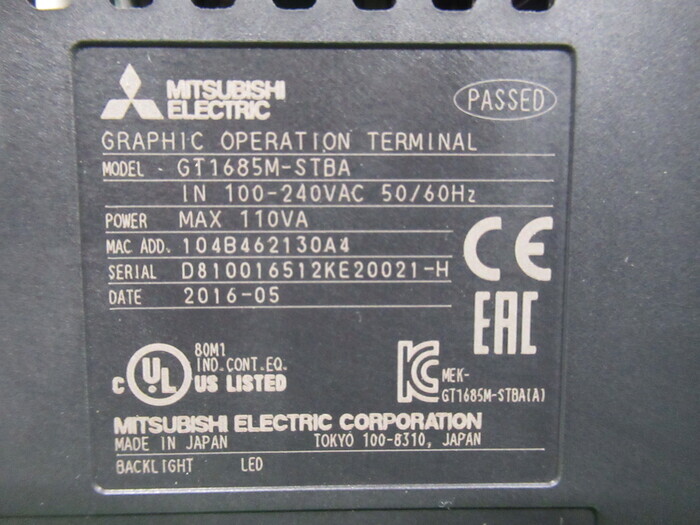 MITSUBISHI
ELECTRIC
PASSED
GRAPHIC OPERATION TERMINAL
MODEL GT1685M-STBA
IN 100-240VAC 50/60Hz
POWER MAX 110VA
MAC ADD. 104B462130A4
SERIAL D810016512KE20021-H
DATE 2016-05
CE
EAC
80M1
IND.CONT.EQ.
C UL US LISTED
KC MEK-
GT1685M-STBA(A)
MITSUBISHI ELECTRIC CORPORATION
MADE IN JAPAN TOKYO 100-8310, JAPAN
BACKLIGHT LED